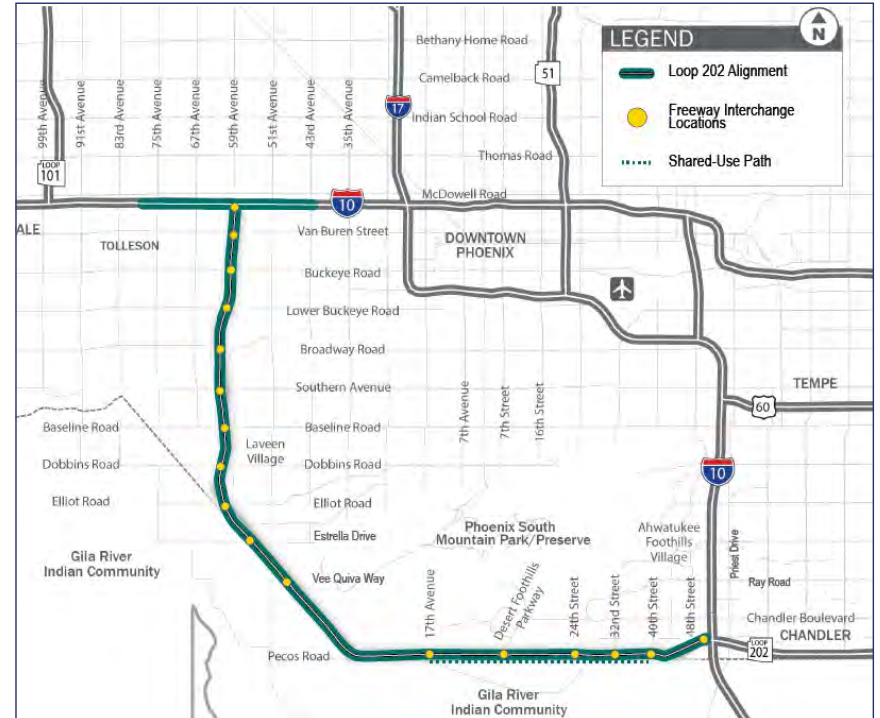 LEGEND
N
Loop 202 Alignment
Freeway Interchange
Locations
Shared-Use Path
Bethany Home Road
Camelback Road
51
17
Indian School Road
Thomas Road
McDowell Road
99th Avenue
91st Avenue
83rd Avenue
75th Avenue
67th Avenue
59th Avenue
51st Avenue
43rd Avenue
35th Avenue
LOOP
101
10
ALE
TOLLESON
Van Buren Street
DOWNTOWN
PHOENIX
Buckeye Road
Lower Buckeye Road
Broadway Road
Southern Avenue
7th Avenue
7th Street
16th Street
TEMPE
60
Baseline Road
Laveen
Village
Baseline Road
Dobbins Road
Dobbins Road
10
Elliot Road
Elliot Road
Estrella Drive
Phoenix South
Mountain Park/Preserve
Ahwatukee
Foothills
Village
Priest Drive
Gila River
Indian Community
Vee Quiva Way
Ray Road
17th Avenue
Desert Foothills
Parkway
24th Street
32nd Street
40th Street
48th Street
Chandler Boulevard
CHANDLER
LOOP
202
Pecos Road
Gila River
Indian Community